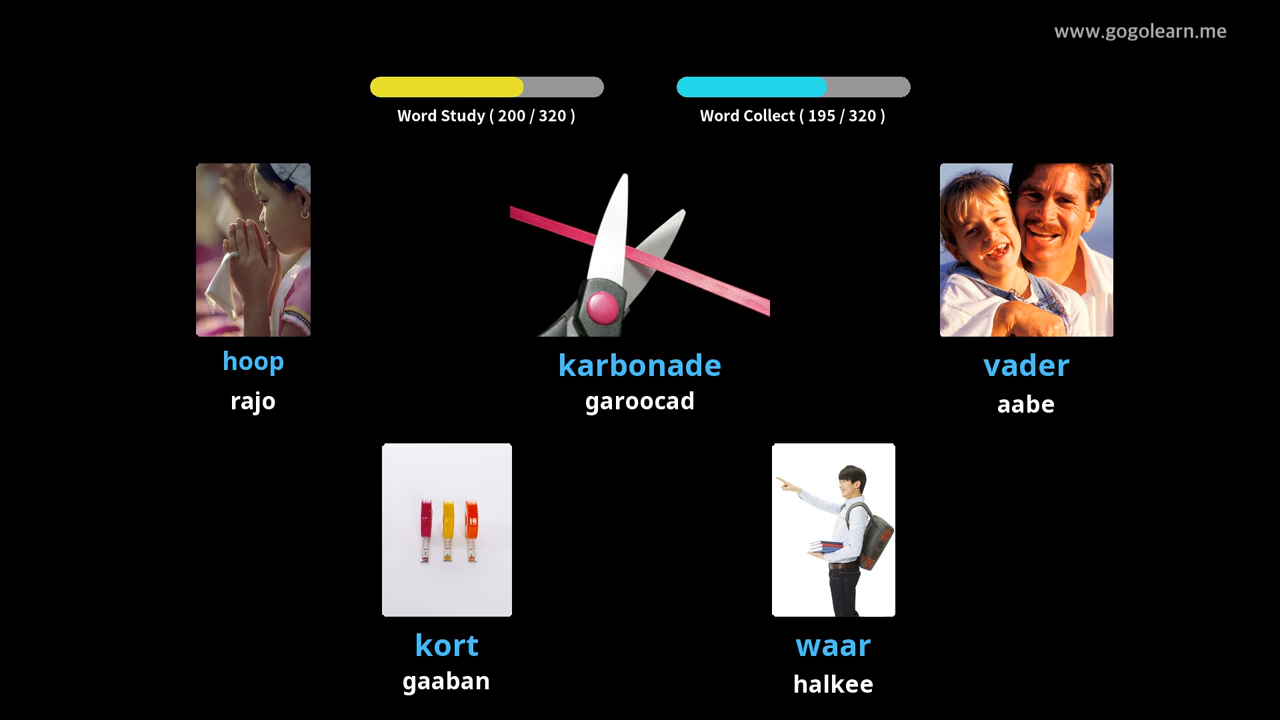 www.gogolearn.me
Word Study ( 200 / 320 )
Word Collect ( 195 / 320 )
hoop
rajo
karbonade
garoocad
vader
aabe
kort
gaaban
waar
halkee